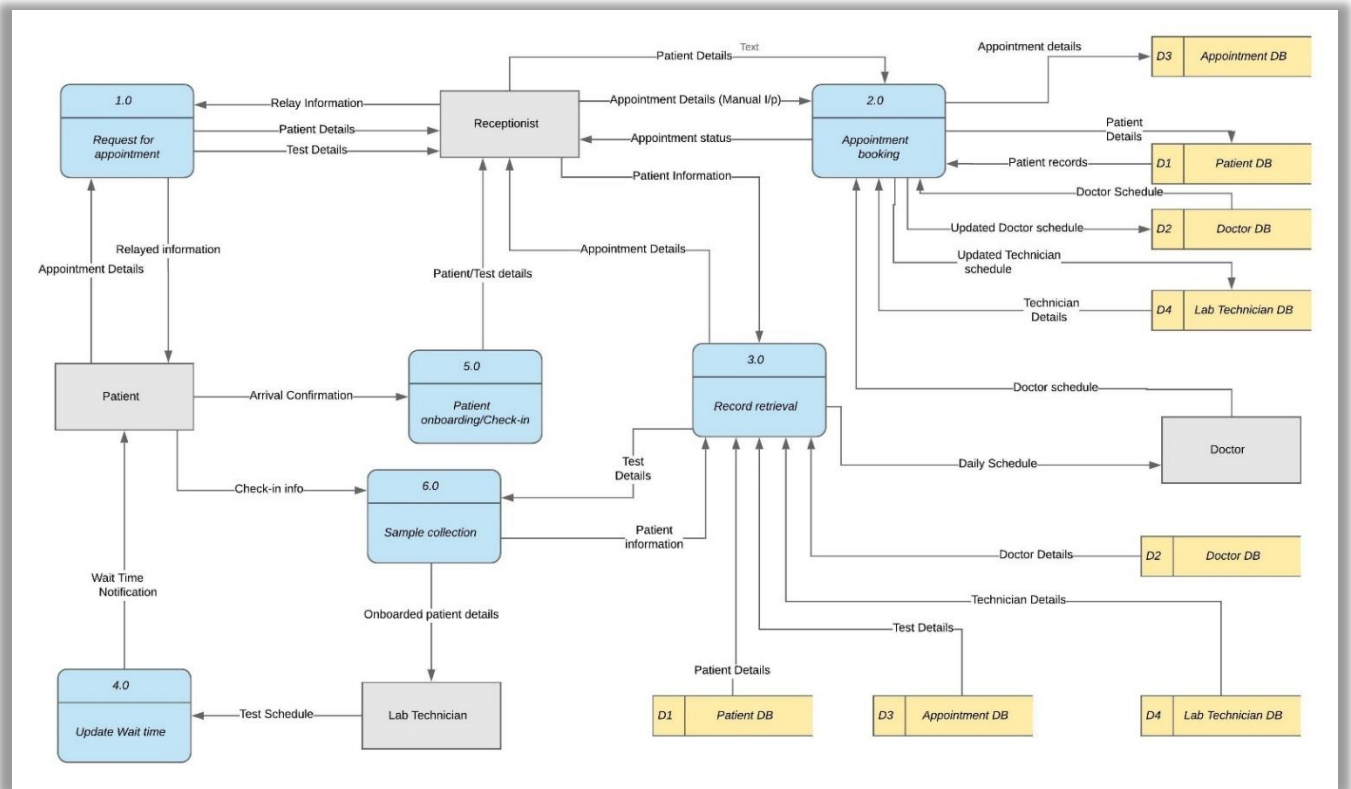 Text
Patient Details
Appointment details
D3
Appointment DB
1.0
Relay Information
Receptionist
Appointment Details (Manual I/p)
2.0
Request for
appointment
Patient Details
Test Details
Appointment status
Appointment
booking
Patient
Details
Patient records
D1
Patient DB
Patient Information
Doctor Schedule
Updated Doctor schedule
D2
Doctor DB
Relayed information
Appointment Details
Updated Technician
schedule
Appointment Details
Patient/Test details
Technician
Details
D4
Lab Technician DB
5.0
3.0
Patient
Arrival Confirmation
Patient
onboarding/Check-in
Record retrieval
Doctor schedule
Doctor
Daily Schedule
Test
Details
Check-in info
6.0
Sample collection
Patient
information
Doctor Details
D2
Doctor DB
Wait Time
Notification
Technician Details
Onboarded patient details
Test Details
Patient Details
4.0
Update Wait time
Test Schedule
Lab Technician
D1
Patient DB
D3
Appointment DB
D4
Lab Technician DB